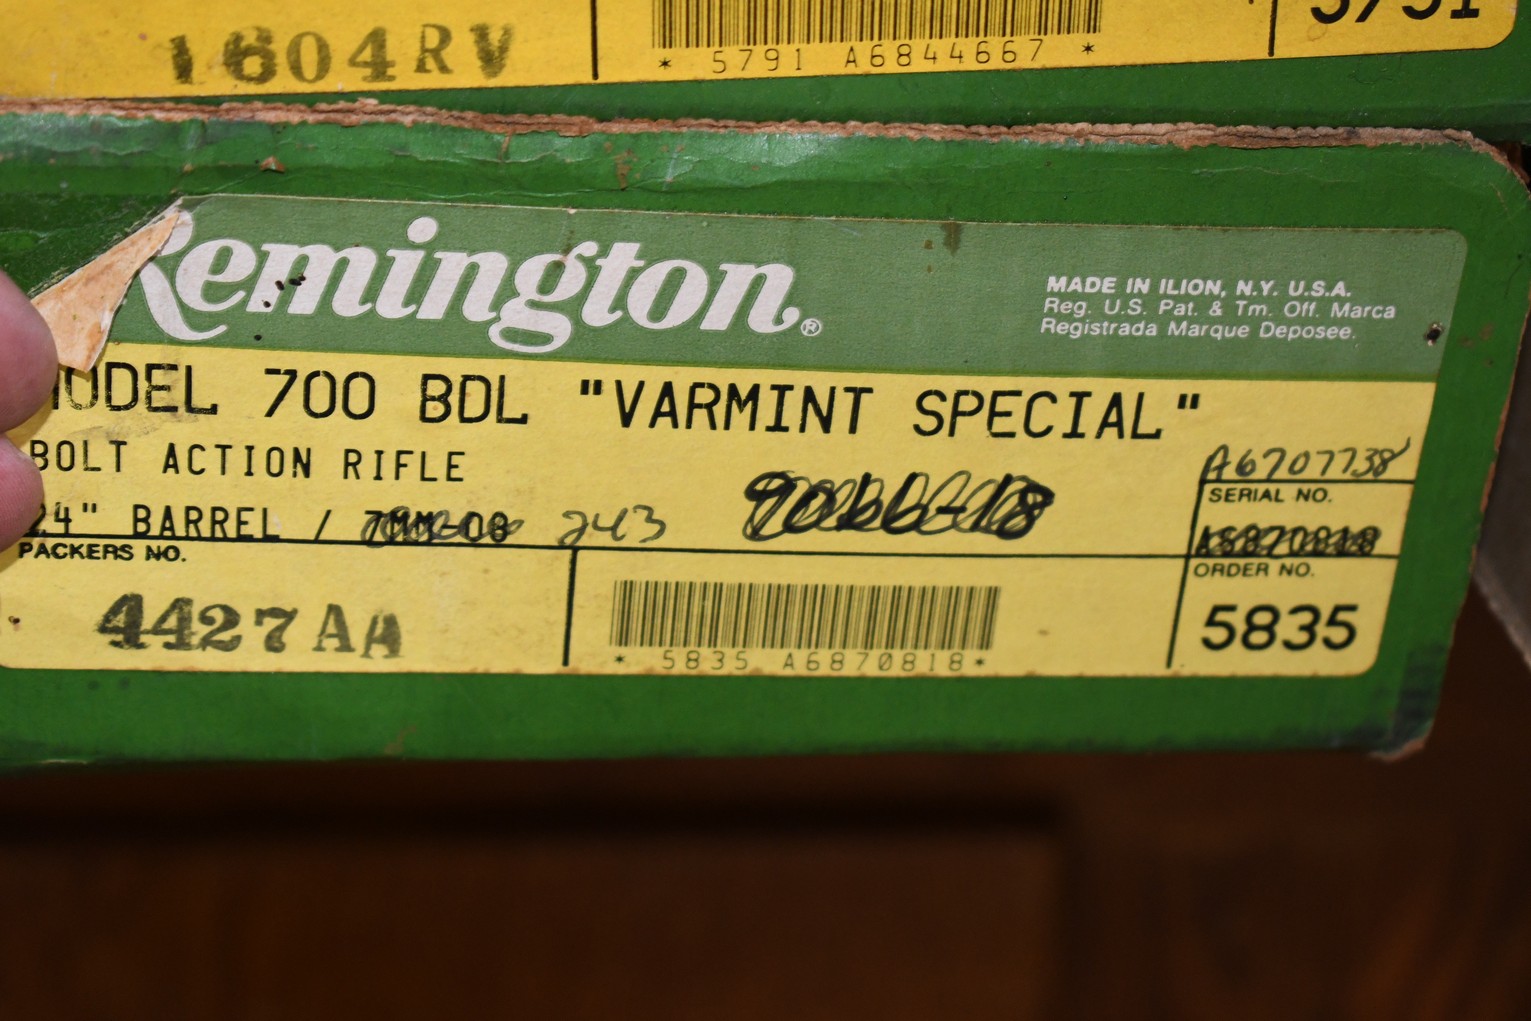 1604RV
* 5791 A6844667 *
Remington®
MADE IN ILION, N.Y. U.S.A.
Reg. U.S. Pat. & Tm. Off. Marca
Registrada Marque Deposee.
MODEL 700 BDL "VARMINT SPECIAL"
BOLT ACTION RIFLE
A6707738
SERIAL NO.
24" BARREL / 7MM-08 243
A6870818
PACKERS NO.
ORDER NO.
4427AA
* 5835 A6870818 *
5835